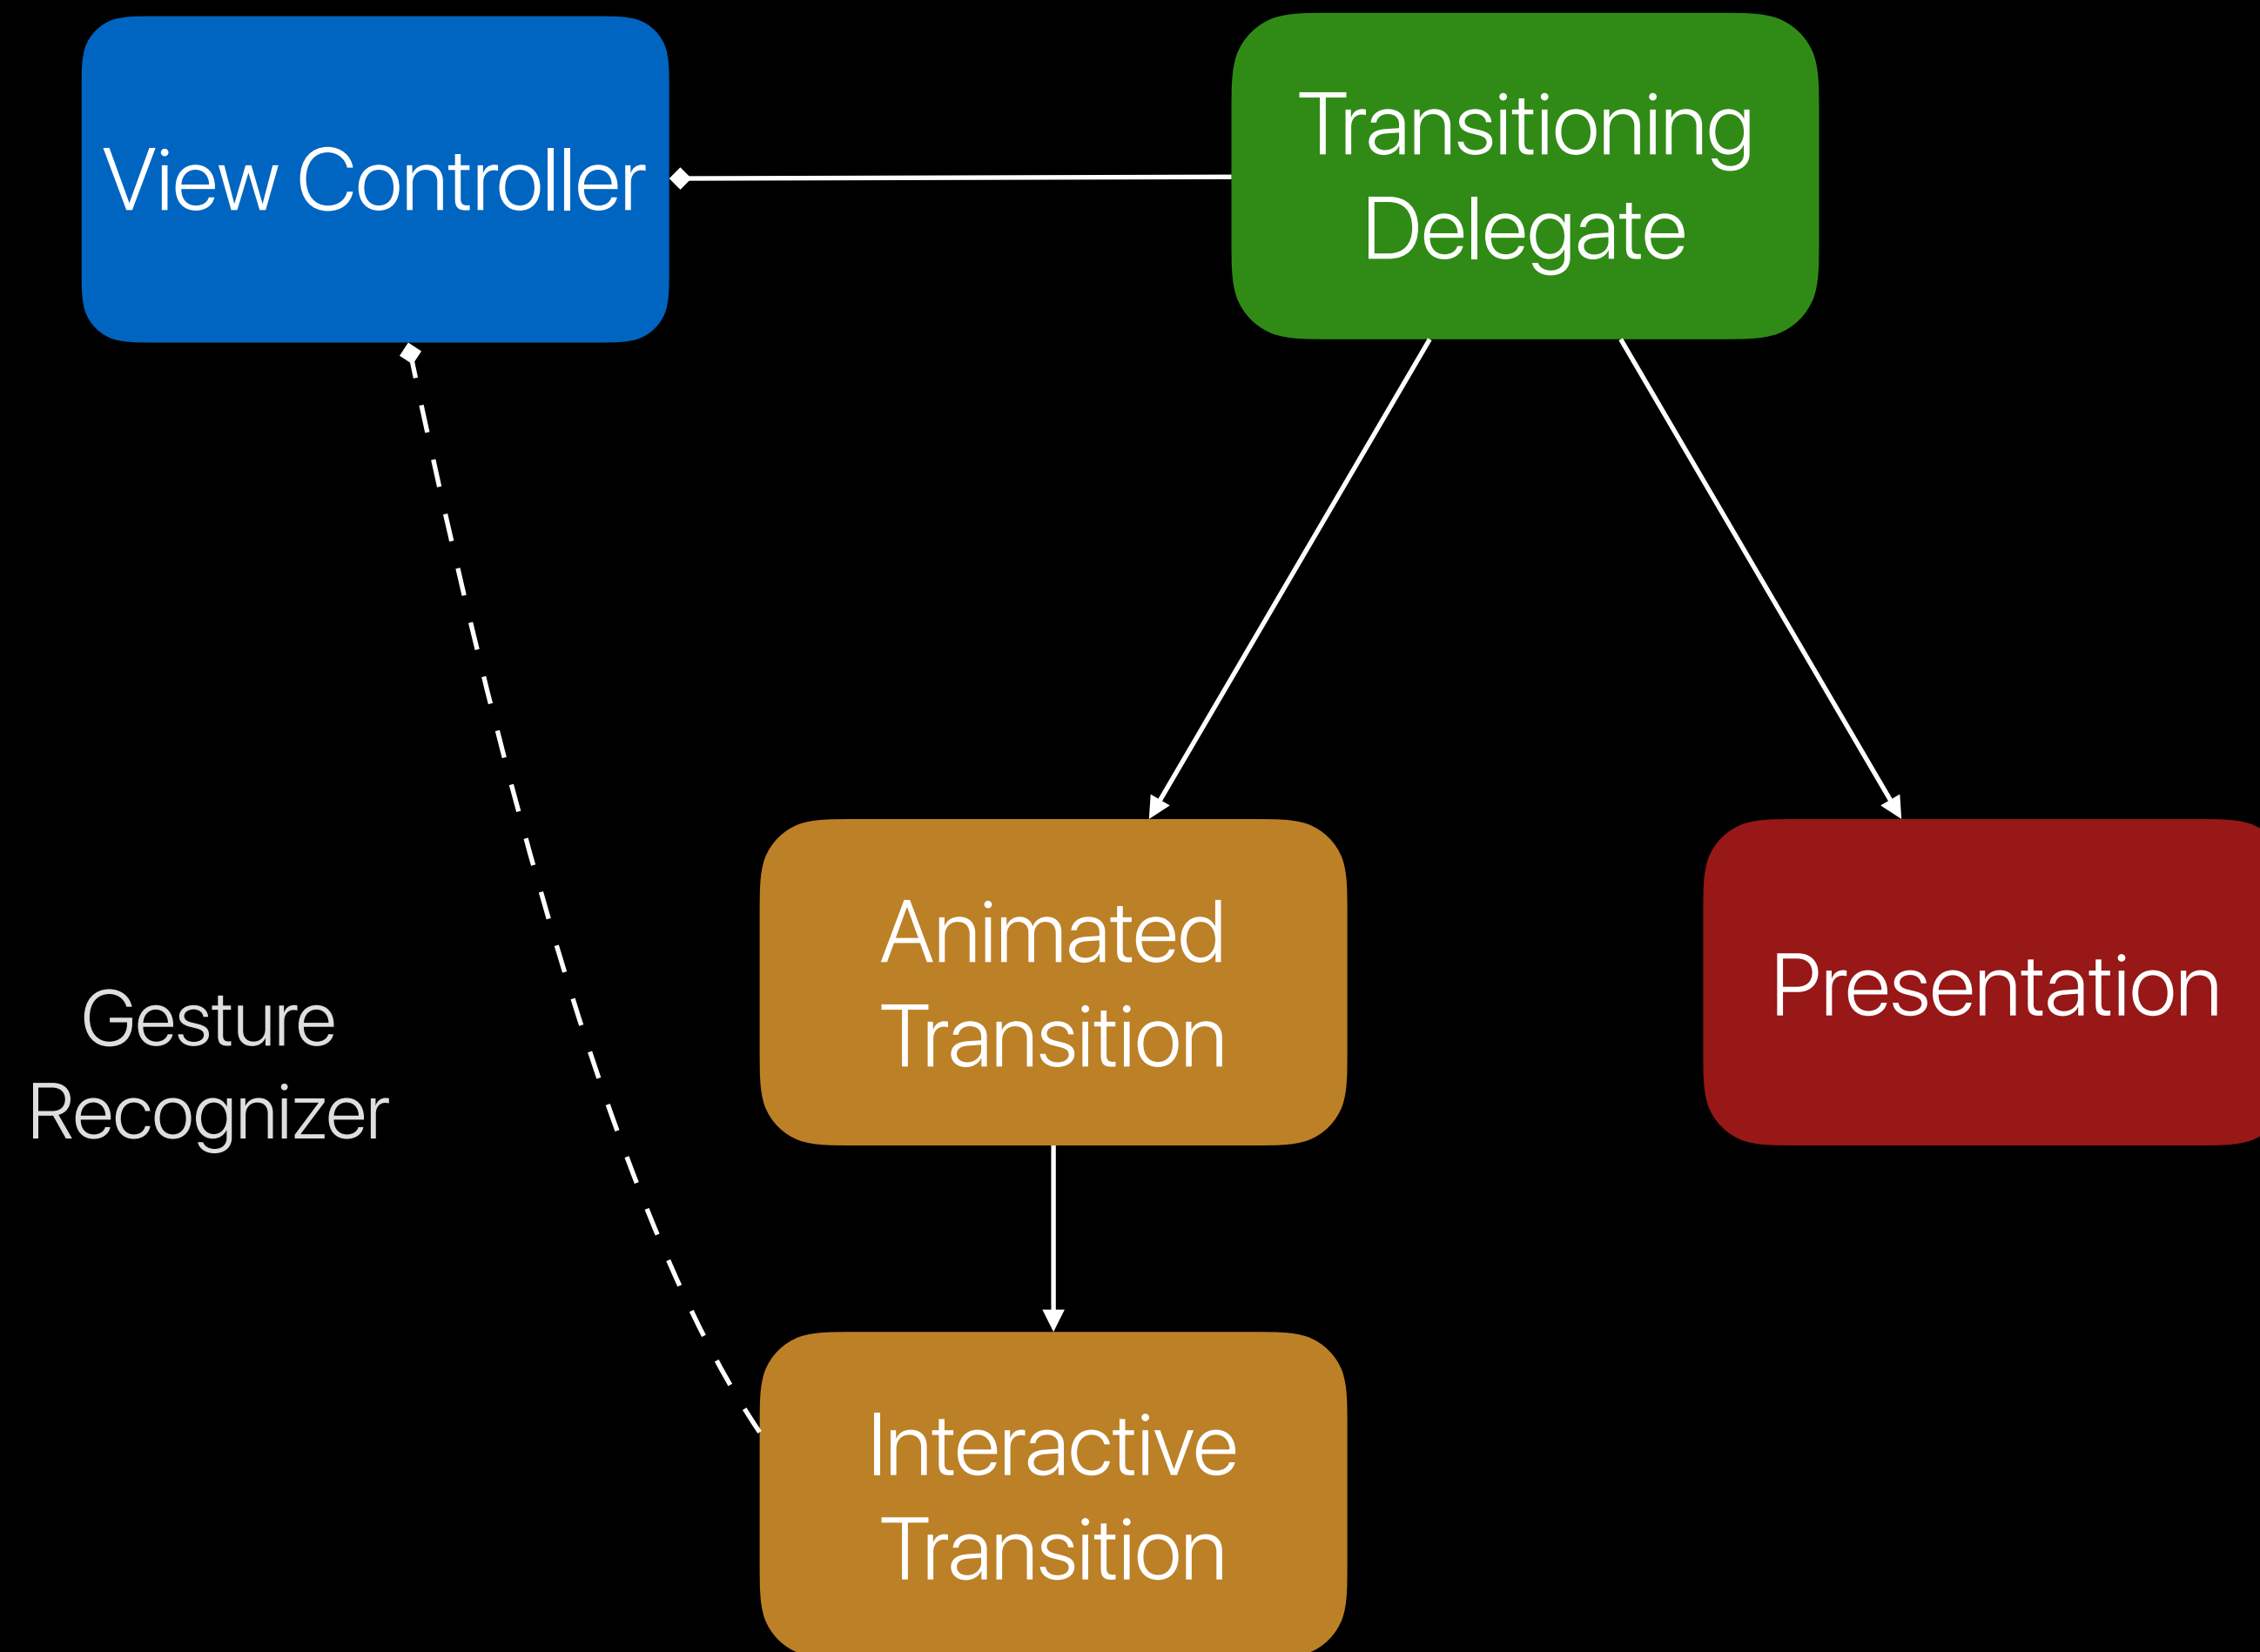 View Controller
Transitioning
Delegate
Animated
Transition
Presentation
Gesture
Recognizer
Interactive
Transition